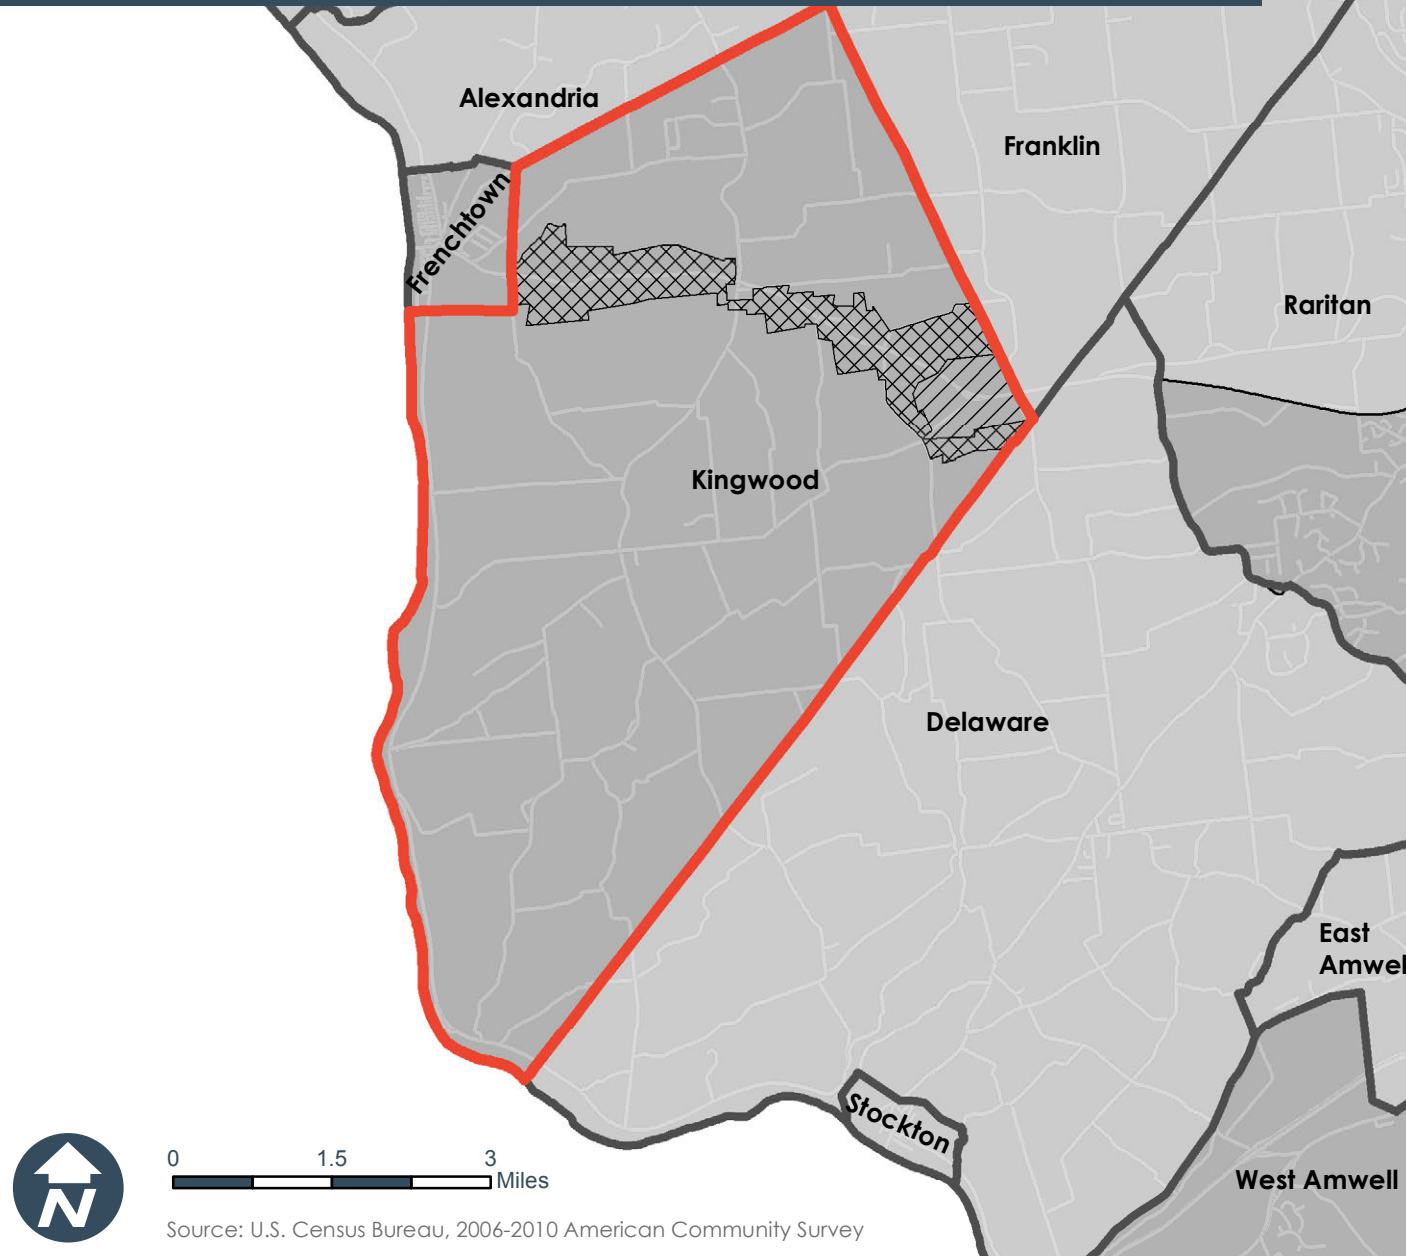 Alexandria
Franklin
Frenchtown
Raritan
Kingwood
Delaware
East
Amwel
Stockton
West Amwell
N
0 1.5 3
Miles
Source: U.S. Census Bureau, 2006-2010 American Community Survey